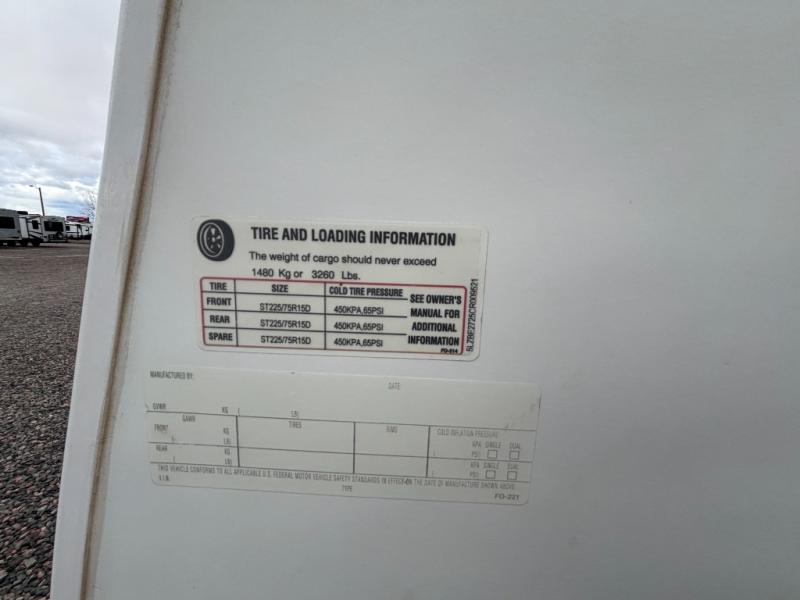 TIRE AND LOADING INFORMATION
The weight of cargo should never exceed
1480 Kg or 3260 Lbs.
TIRE SIZE COLD TIRE PRESSURE SEE OWNER'S MANUAL FOR ADDITIONAL INFORMATION
FRONT ST225/75R15D 450KPA,65PSI
REAR ST225/75R15D 450KPA,65PSI
SPARE ST225/75R15D 450KPA,65PSI
FO-014
5LZBF2725CR009621
MANUFACTURED BY: DATE
GVWR KG ( LB)
GAWR TIRES RIMS COLD INFLATION PRESSURE
FRONT KG KPA SINGLE DUAL
( LB) ( PSI)
REAR KG KPA SINGLE DUAL
( LB) ( PSI)
THIS VEHICLE CONFORMS TO ALL APPLICABLE U.S. FEDERAL MOTOR VEHICLE SAFETY STANDARDS IN EFFECT ON THE DATE OF MANUFACTURE SHOWN ABOVE
V.I.N. TYPE
FO-221